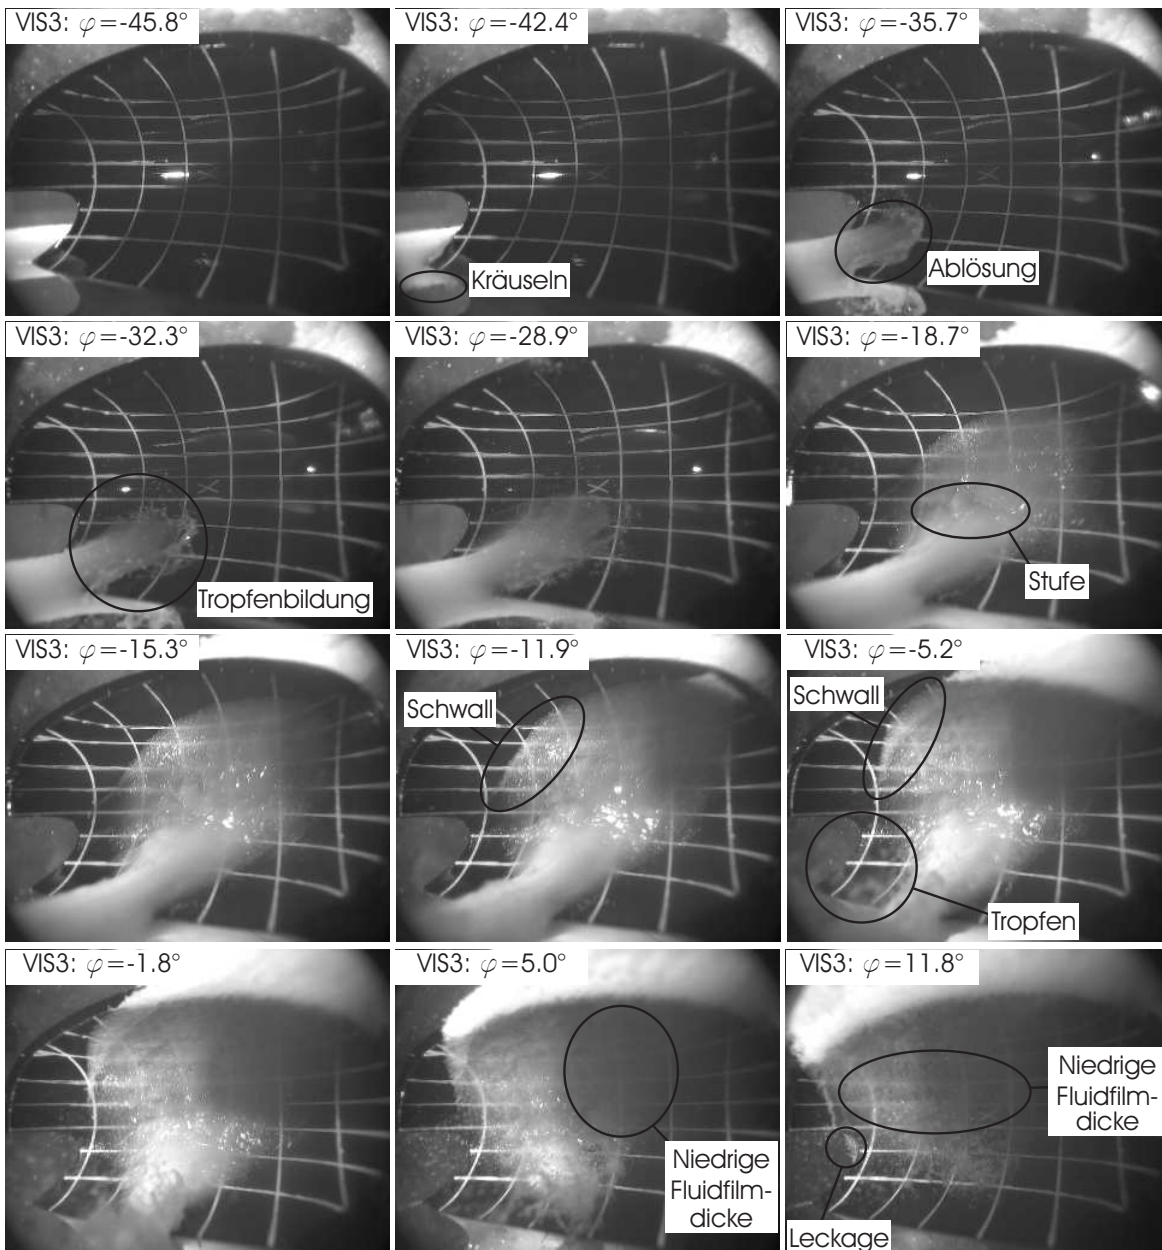 VIS3: φ=-45.8°
VIS3: φ=-42.4°
Kräuseln
VIS3: φ=-35.7°
Ablösung
VIS3: φ=-32.3°
Tropfenbildung
VIS3: φ=-28.9°
VIS3: φ=-18.7°
Stufe
VIS3: φ=-15.3°
VIS3: φ=-11.9°
Schwall
VIS3: φ=-5.2°
Schwall
Tropfen
VIS3: φ=-1.8°
VIS3: φ=5.0°
Niedrige
Fluidfilm-
dicke
VIS3: φ=11.8°
Niedrige
Fluidfilm-
dicke
Leckage